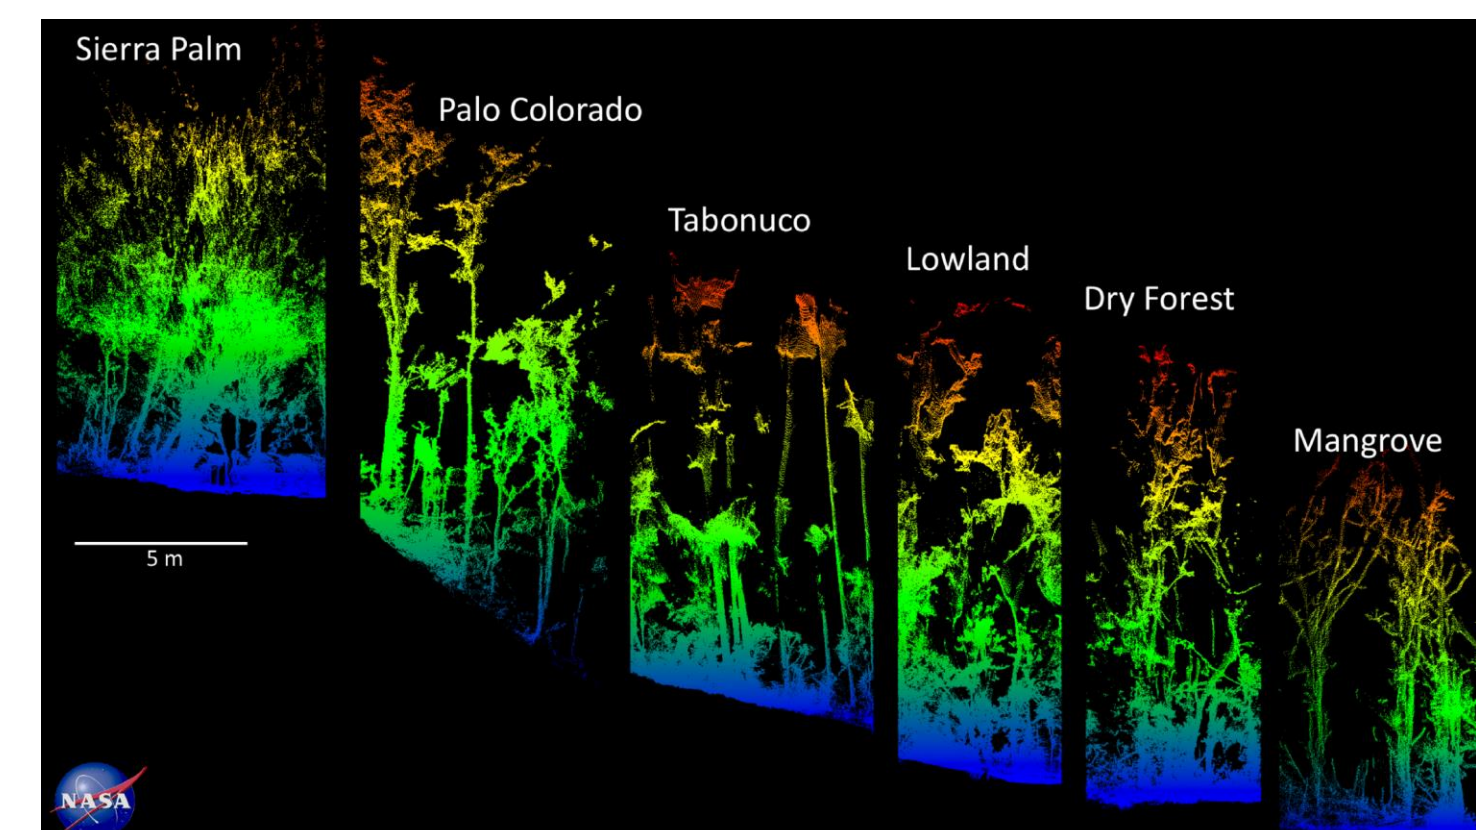 Sierra Palm
Palo Colorado
Tabonuco
Lowland
Dry Forest
Mangrove
5 m
NASA